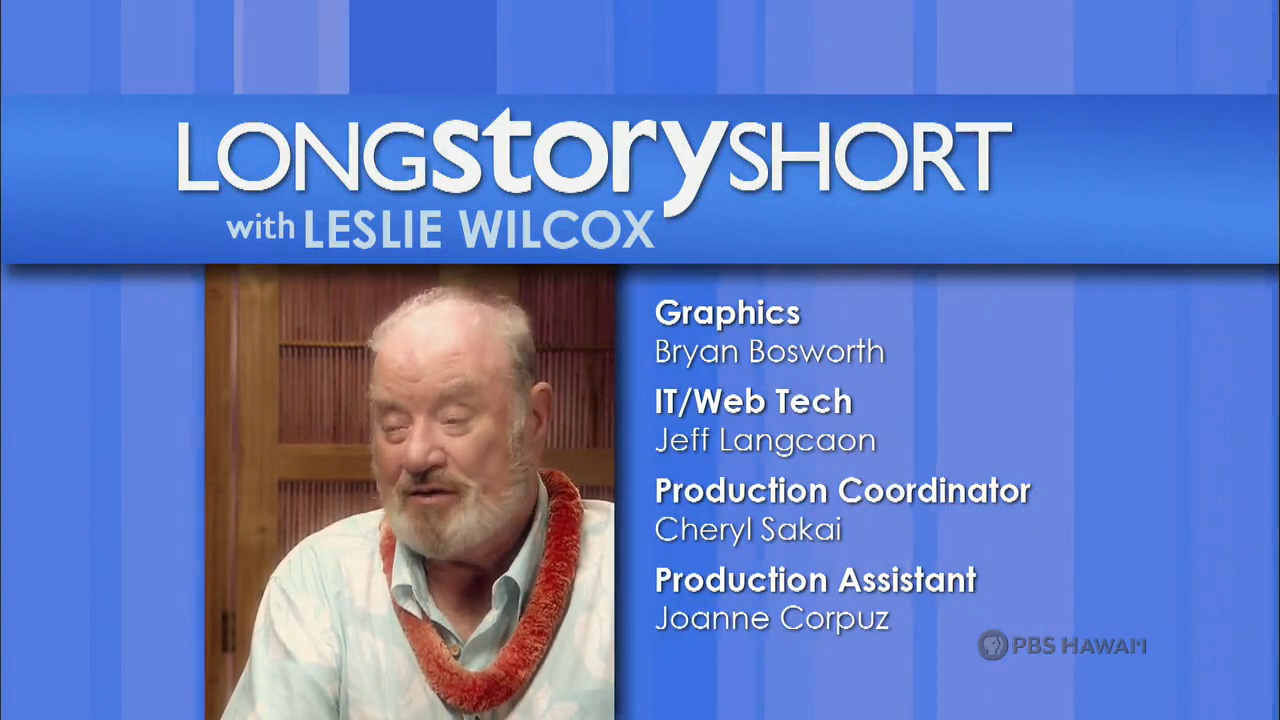 LONGstorySHORT
with LESLIE WILCOX
Graphics
Bryan Bosworth
IT/Web Tech
Jeff Langcaon
Production Coordinator
Cheryl Sakai
Production Assistant
Joanne Corpuz
PBS HAWAIʻI